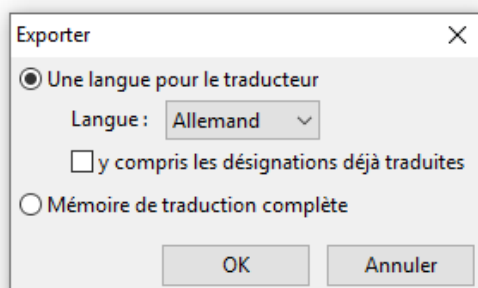 Exporter
Une langue pour le traducteur
Langue : Allemand
y compris les désignations déjà traduites
Mémoire de traduction complète
OK Annuler